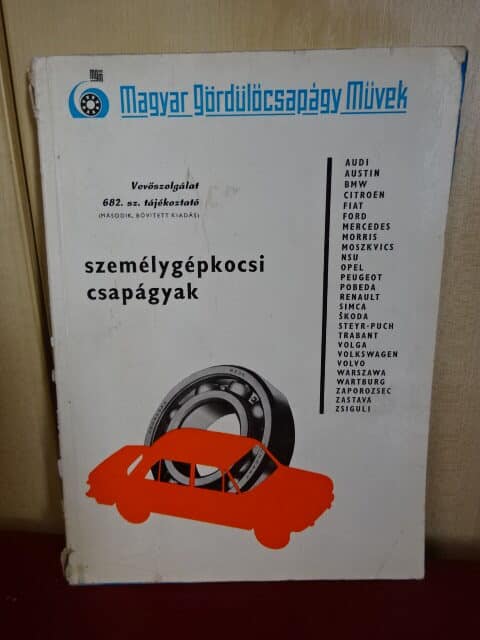 MGM
Magyar Gördülőcsapágy Művek
Vevőszolgálat
682. sz. tájékoztató
(MÁSODIK, BŐVÍTETT KIADÁS)
személygépkocsi
csapágyak
AUDI
AUSTIN
BMW
CITROEN
FIAT
FORD
MERCEDES
MORRIS
MOSZKVICS
NSU
OPEL
PEUGEOT
POBEDA
RENAULT
SIMCA
ŠKODA
STEYR-PUCH
TRABANT
VOLGA
VOLKSWAGEN
VOLVO
WARSZAWA
WARTBURG
ZAPOROZSEC
ZASTAVA
ZSIGULI